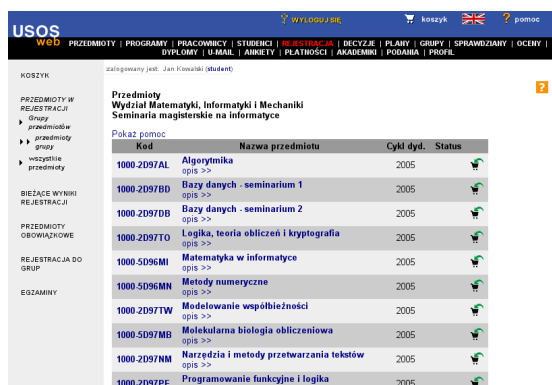 USOS
web
WYLOGUJ SIĘ
koszyk
? pomoc
PRZEDMIOTY | PROGRAMY | PRACOWNICY | STUDENCI | REJESTRACJA | DECYZJE | PLANY | GRUPY | SPRAWDZIANY | OCENY |
DYPLOMY | U-MAIL | ANKIETY | PŁATNOŚCI | AKADEMIKI | PODANIA | PROFIL
KOSZYK
PRZEDMIOTY W
REJESTRACJI
Grupy
przedmiotów
przedmioty
grupy
wszystkie
przedmioty
BIEŻĄCE WYNIKI
REJESTRACJI
PRZEDMIOTY
OBOWIĄZKOWE
REJESTRACJA DO
GRUP
EGZAMINY
zalogowany jest: Jan Kowalski (student)
?
Przedmioty
Wydział Matematyki, Informatyki i Mechaniki
Seminaria magisterskie na informatyce
Pokaż pomoc
Kod Nazwa przedmiotu Cykl dyd. Status
1000-2D97AL Algorytmika 2005
opis >>
1000-2D97BD Bazy danych - seminarium 1 2005
opis >>
1000-2D97DB Bazy danych - seminarium 2 2005
opis >>
1000-2D97TO Logika, teoria obliczeń i kryptografia 2005
opis >>
1000-5D96MI Matematyka w informatyce 2005
opis >>
1000-5D96MN Metody numeryczne 2005
opis >>
1000-2D97TW Modelowanie współbieżności 2005
opis >>
1000-5D97MB Molekularna biologia obliczeniowa 2005
opis >>
1000-2D97NM Narzędzia i metody przetwarzania tekstów 2005
opis >>
1000-2D97PF Programowanie funkcyjne i logika 2005